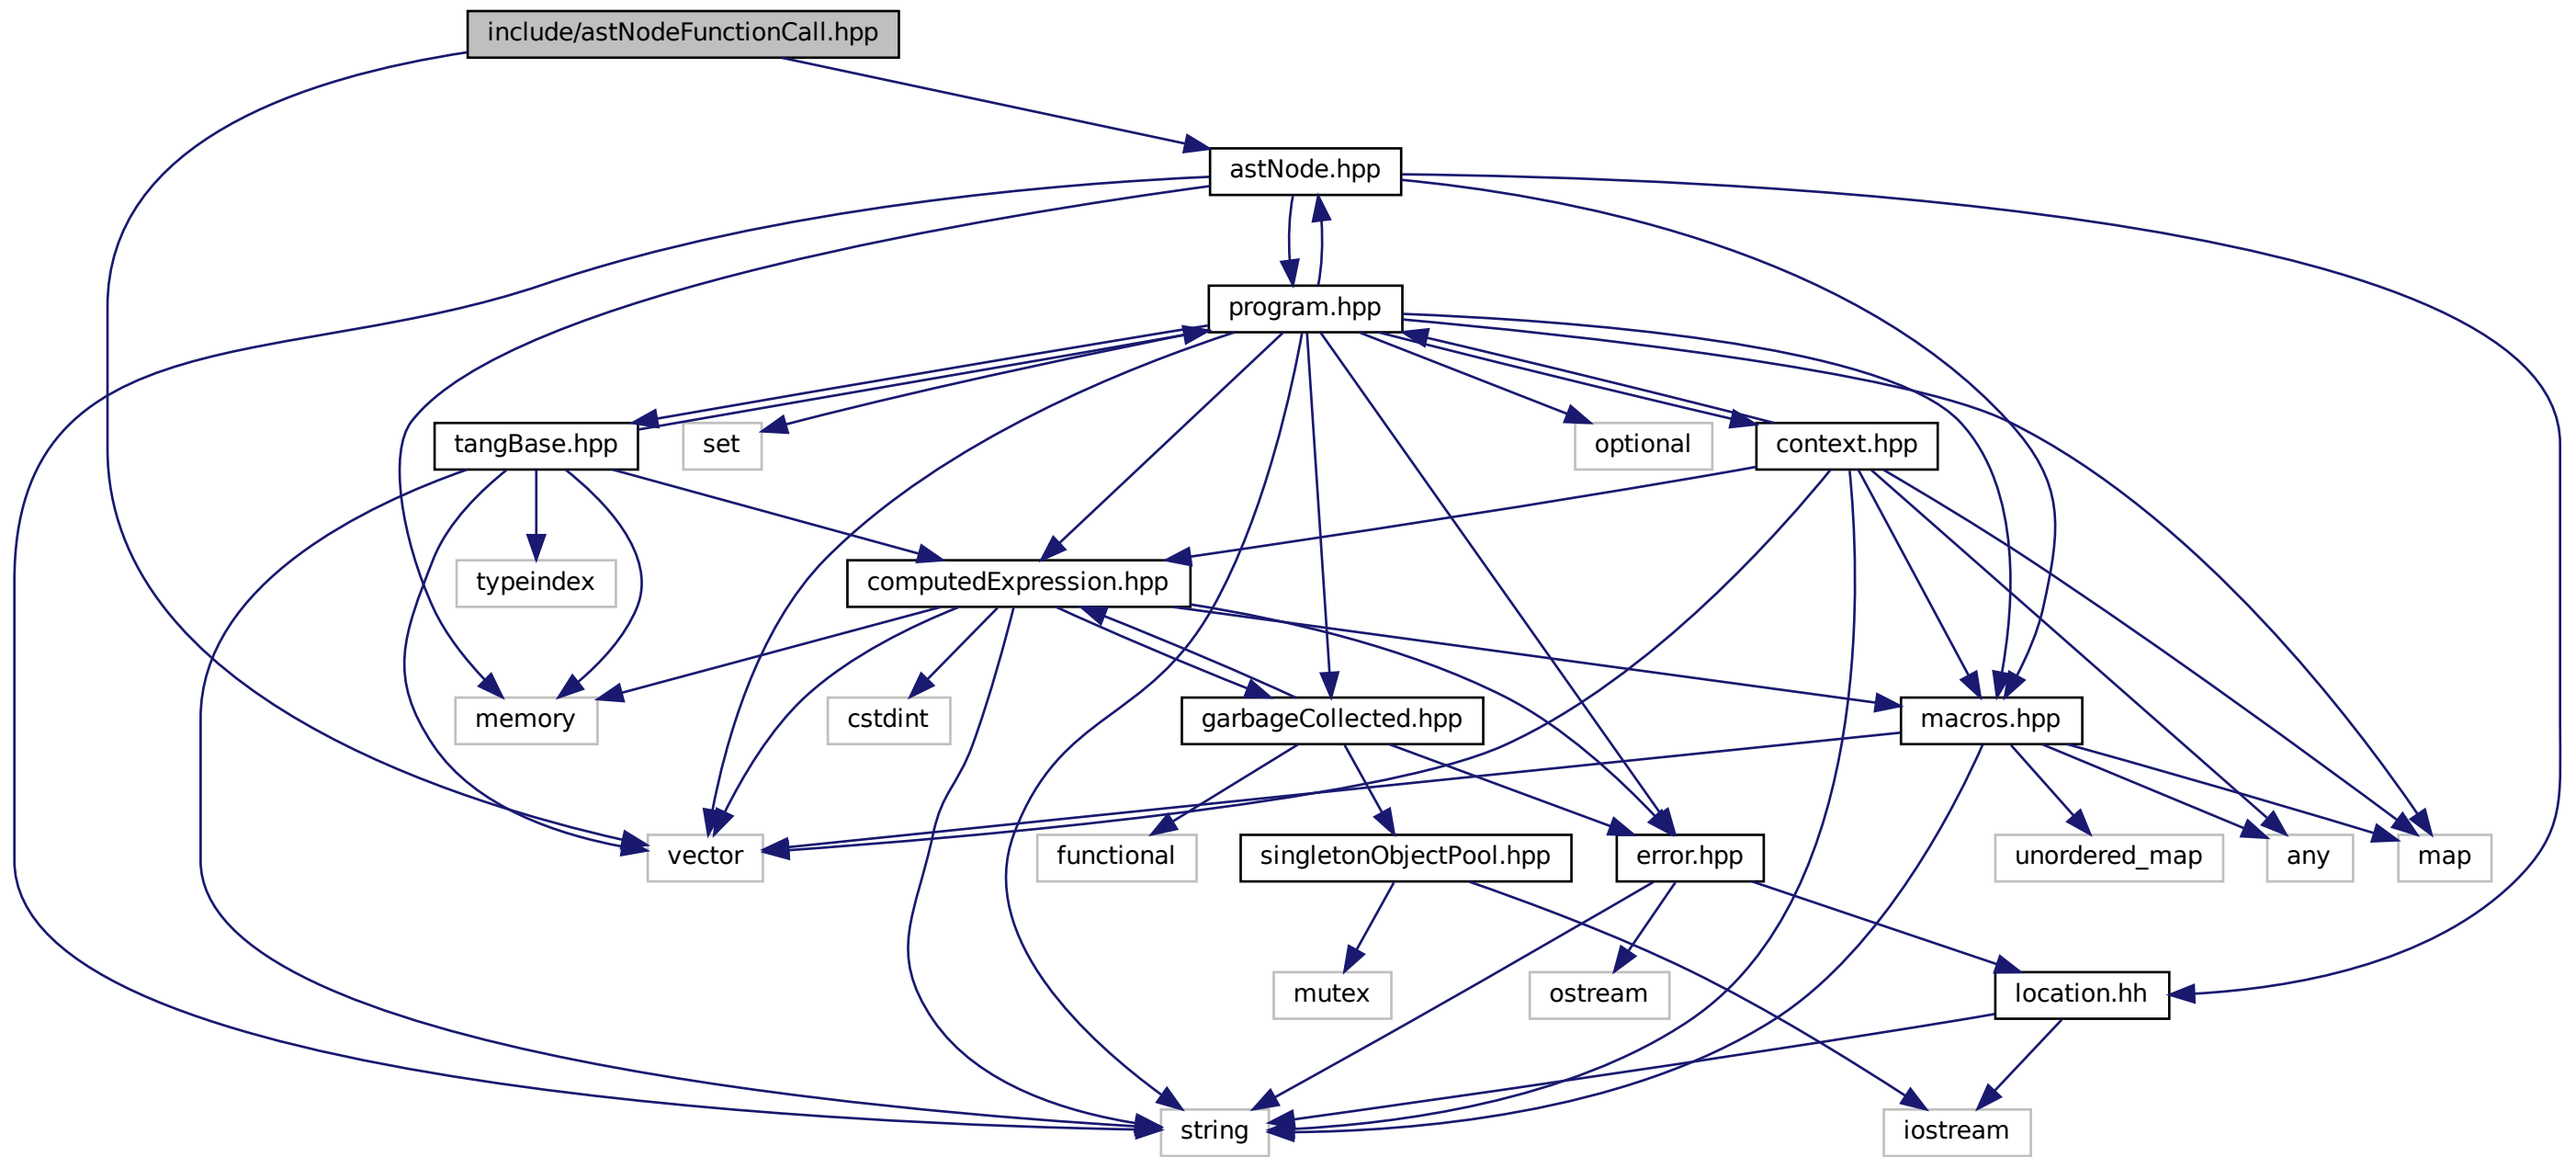 include/astNodeFunctionCall.hpp
astNode.hpp
program.hpp
tangBase.hpp
set
optional
context.hpp
computedExpression.hpp
typeindex
memory
cstdint
garbageCollected.hpp
macros.hpp
vector
functional
singletonObjectPool.hpp
error.hpp
unordered_map
any
map
mutex
ostream
location.hh
string
iostream